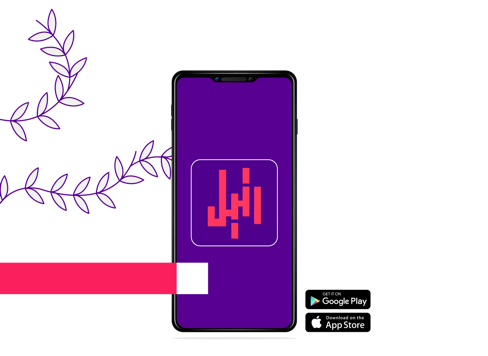 GET IT ON
Google Play
Download on the
App Store